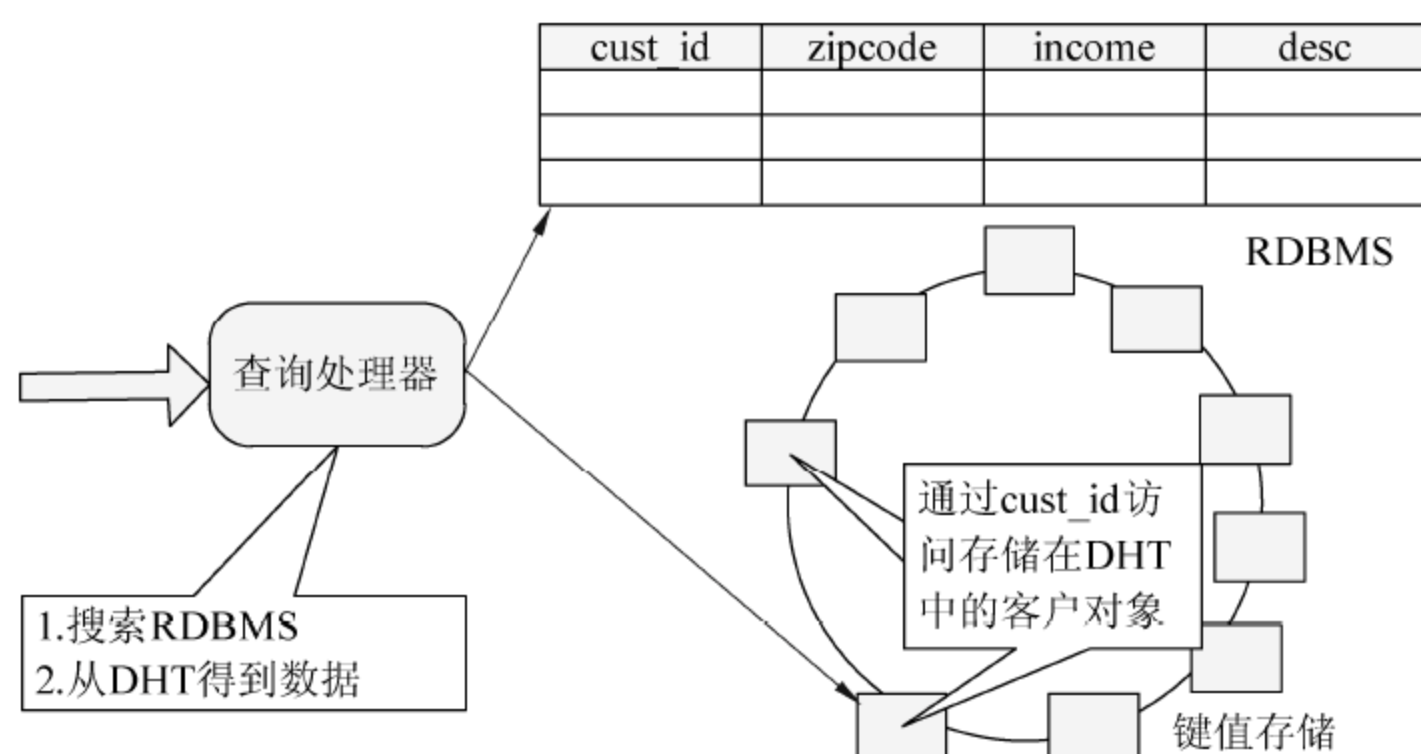 cust_id zipcode income desc
RDBMS
查询处理器
通过cust_id访
问存储在DHT
中的客户对象
1.搜索RDBMS
2.从DHT得到数据
键值存储